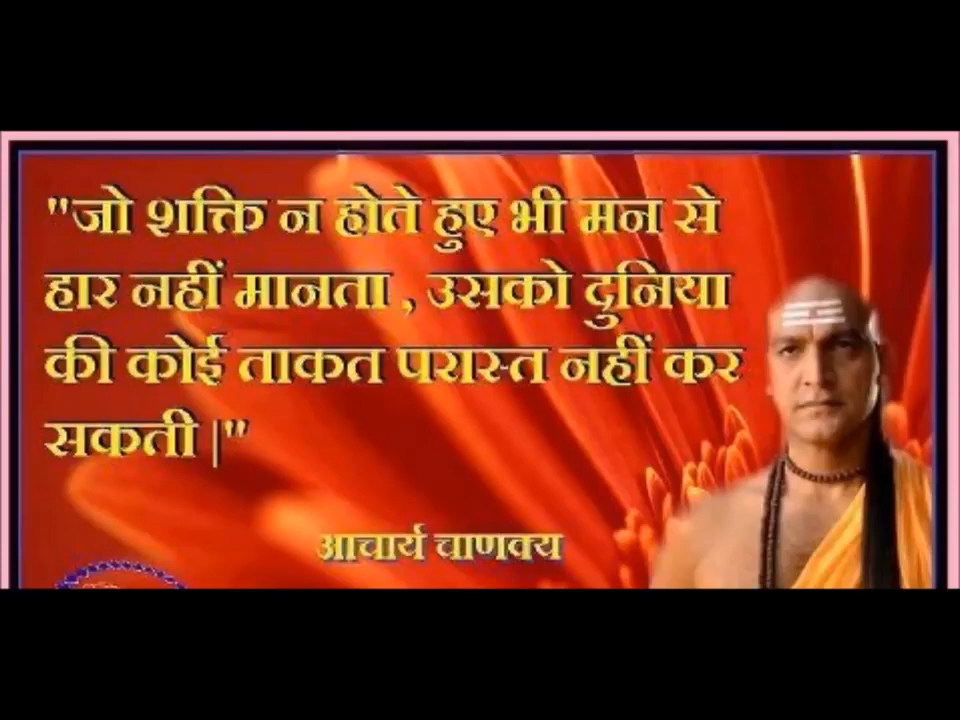 "जो शक्ति न होते हुए भी मन से
हार नहीं मानता , उसको दुनिया
की कोई ताकत परास्त नहीं कर
सकती |"
आचार्य चाणक्य